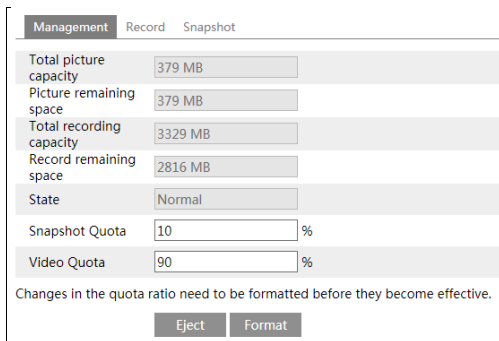 Management Record Snapshot
Total picture
capacity
379 MB
Picture remaining
space
379 MB
Total recording
capacity
3329 MB
Record remaining
space
2816 MB
State Normal
Snapshot Quota 10 %
Video Quota 90 %
Changes in the quota ratio need to be formatted before they become effective.
Eject Format